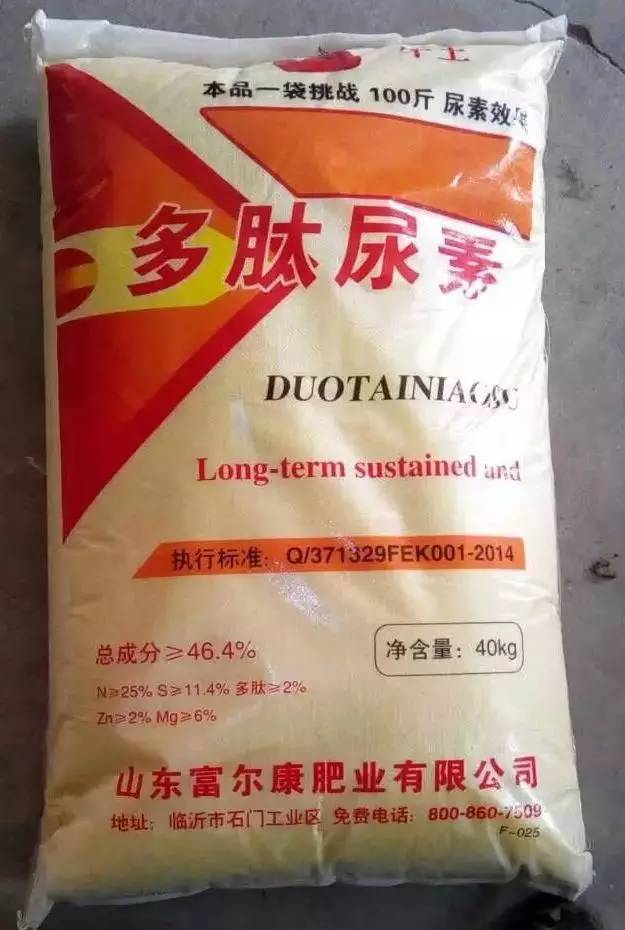 本品一袋挑战 100斤 尿素效果
多肽尿素
DUOTAINIAOSU
Long-term sustained and
执行标准: Q/371329FEK001-2014
总成分≥46.4%
净含量: 40kg
N≥25% S≥11.4% 多肽≥2%
Zn≥2% Mg≥6%
山东富尔康肥业有限公司
地址: 临沂市石门工业区 免费电话: 800-860-7509
F-025